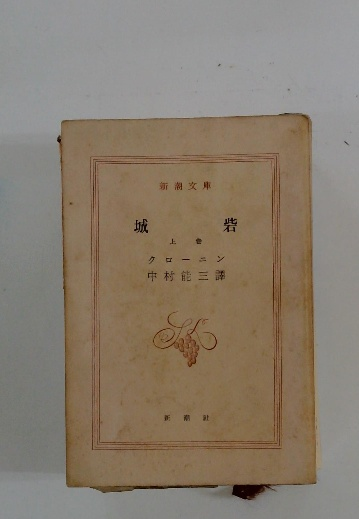 新潮文庫
城砦
上巻
クローニン
中村能三譯
新潮社